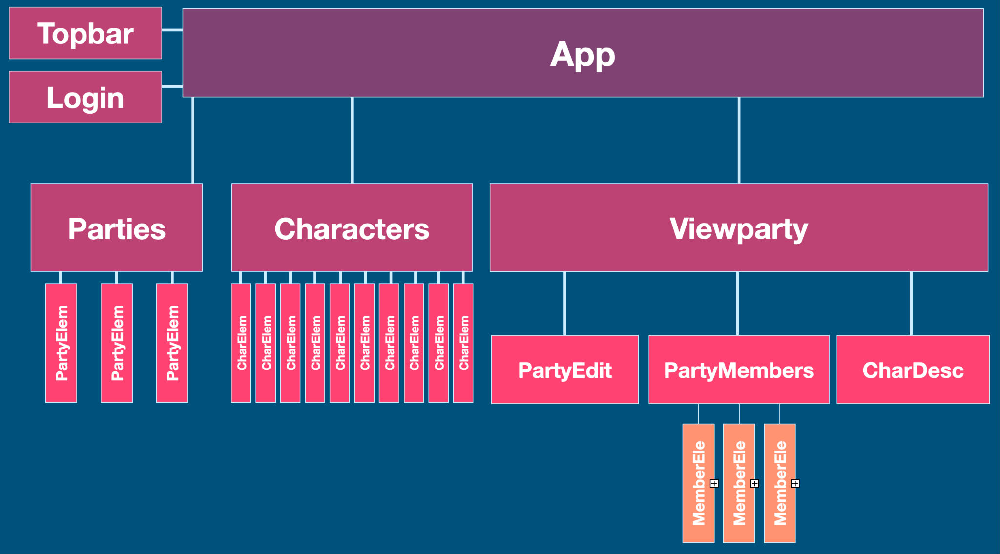 Topbar
App
Login
Parties
Characters
Viewparty
PartyElem
PartyElem
PartyElem
CharElem
CharElem
CharElem
CharElem
CharElem
CharElem
CharElem
CharElem
CharElem
CharElem
PartyEdit
PartyMembers
CharDesc
MemberEle
MemberEle
MemberEle